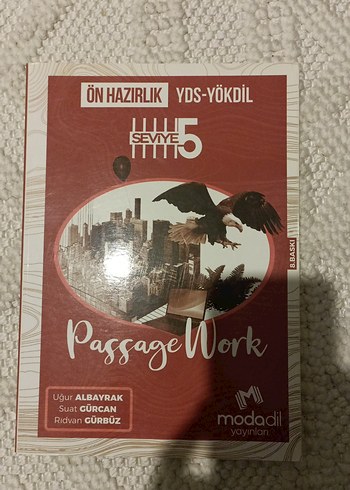 ÖN HAZIRLIK YDS-YÖKDİL
SEVİYE 5
8.BASKI
Passage Work
Uğur ALBAYRAK
Suat GÜRCAN
Rıdvan GÜRBÜZ
M
modadil
yayınları